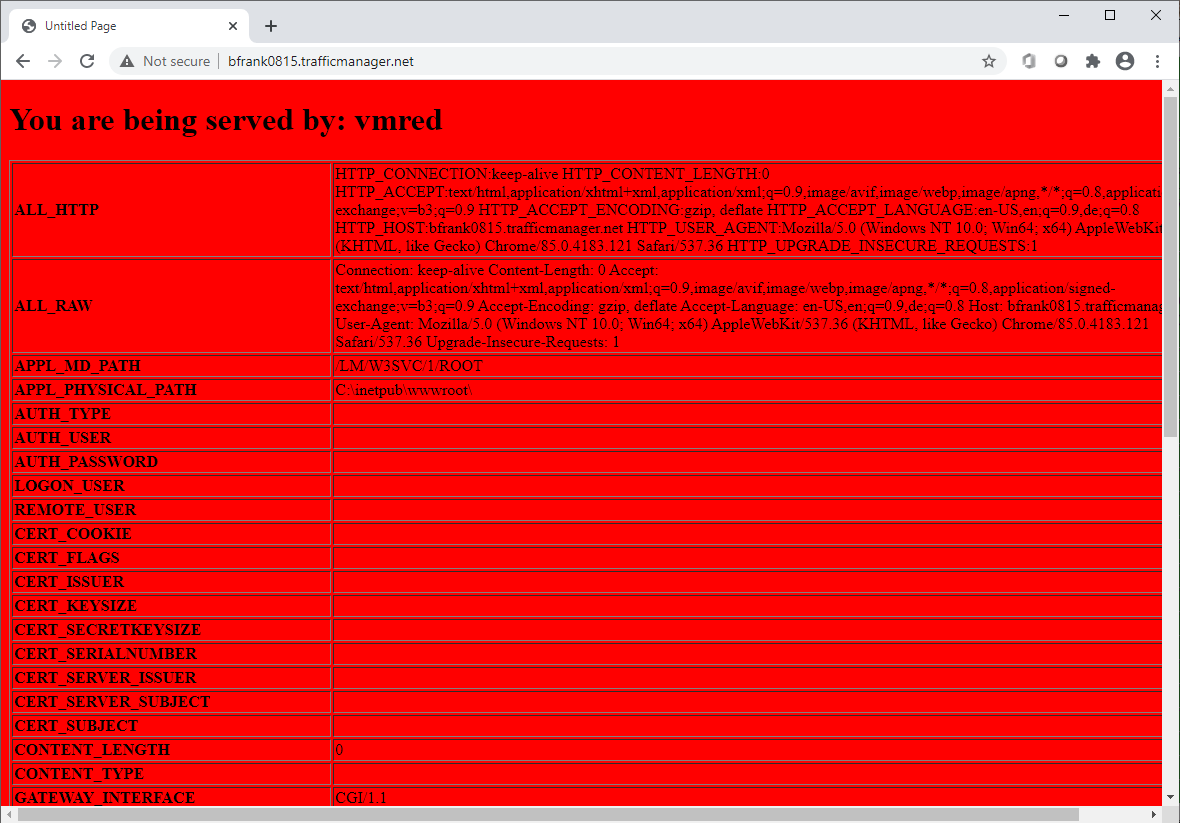 Untitled Page
Not secure
bfrank0815.trafficmanager.net
You are being served by: vmred
ALL_HTTP
HTTP_CONNECTION:keep-alive HTTP_CONTENT_LENGTH:0
HTTP_ACCEPT:text/html,application/xhtml+xml,application/xml;q=0.9,image/avif,image/webp,image/apng,*/*;q=0.8,applicati
exchange;v=b3;q=0.9 HTTP_ACCEPT_ENCODING:gzip, deflate HTTP_ACCEPT_LANGUAGE:en-US,en;q=0.9,de;q=0.8
HTTP_HOST:bfrank0815.trafficmanager.net HTTP_USER_AGENT:Mozilla/5.0 (Windows NT 10.0; Win64; x64) AppleWebKit
(KHTML, like Gecko) Chrome/85.0.4183.121 Safari/537.36 HTTP_UPGRADE_INSECURE_REQUESTS:1
ALL_RAW
Connection: keep-alive Content-Length: 0 Accept:
text/html,application/xhtml+xml,application/xml;q=0.9,image/avif,image/webp,image/apng,*/*;q=0.8,application/signed-
exchange;v=b3;q=0.9 Accept-Encoding: gzip, deflate Accept-Language: en-US,en;q=0.9,de;q=0.8 Host: bfrank0815.trafficmanag
User-Agent: Mozilla/5.0 (Windows NT 10.0; Win64; x64) AppleWebKit/537.36 (KHTML, like Gecko) Chrome/85.0.4183.121
Safari/537.36 Upgrade-Insecure-Requests: 1
APPL_MD_PATH
/LM/W3SVC/1/ROOT
APPL_PHYSICAL_PATH
C:\inetpub\wwwroot\
AUTH_TYPE
AUTH_USER
AUTH_PASSWORD
LOGON_USER
REMOTE_USER
CERT_COOKIE
CERT_FLAGS
CERT_ISSUER
CERT_KEYSIZE
CERT_SECRETKEYSIZE
CERT_SERIALNUMBER
CERT_SERVER_ISSUER
CERT_SERVER_SUBJECT
CERT_SUBJECT
CONTENT_LENGTH
0
CONTENT_TYPE
GATEWAY_INTERFACE
CGI/1.1